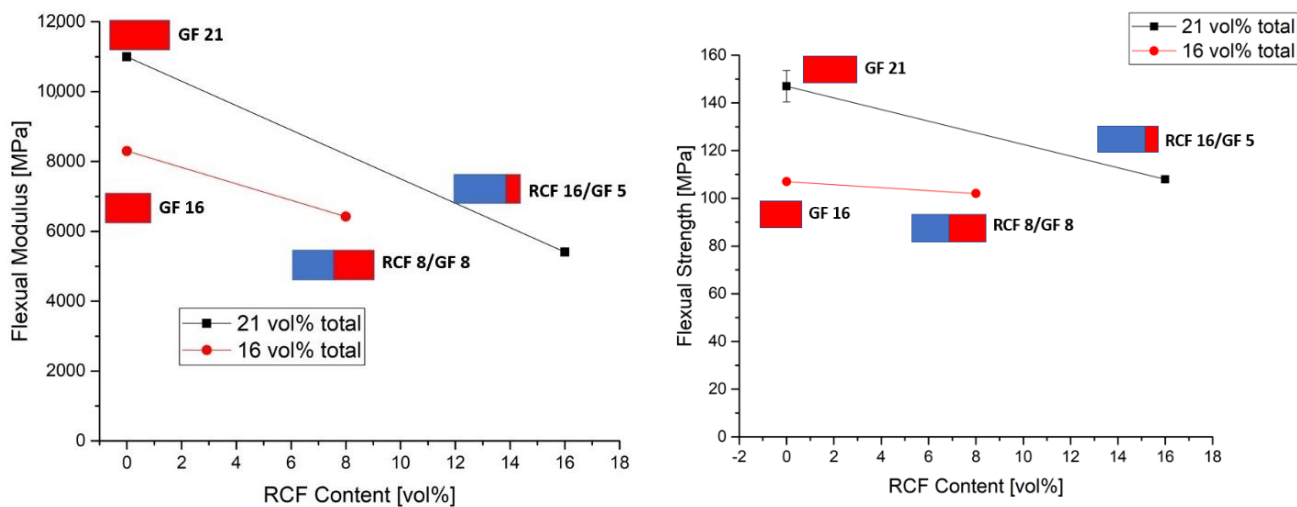 12000
10000
8000
6000
4000
2000
0
Flexual Modulus [MPa]
GF 21
GF 16
RCF 16/GF 5
RCF 8/GF 8
21 vol% total
16 vol% total
0 2 4 6 8 10 12 14 16 18
RCF Content [vol%]
21 vol% total
16 vol% total
160
140
120
100
80
60
40
20
0
Flexual Strength [MPa]
GF 21
RCF 16/GF 5
GF 16
RCF 8/GF 8
-2 0 2 4 6 8 10 12 14 16 18
RCF Content [vol%]